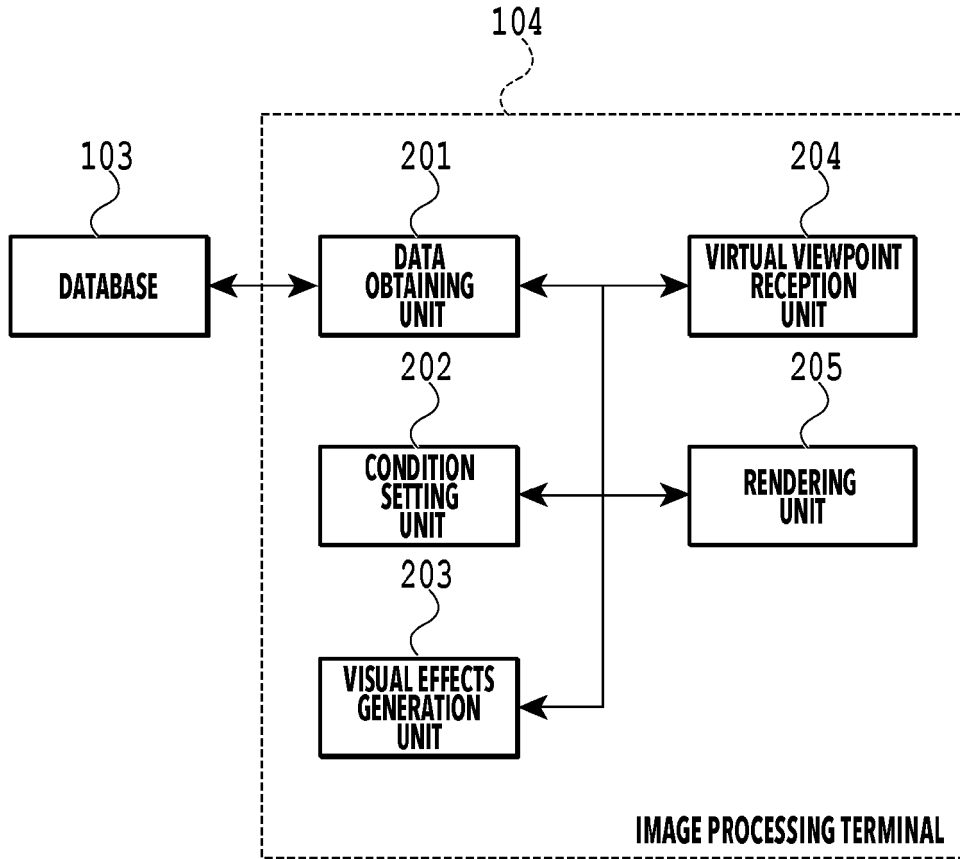 104
103
201
204
DATABASE
DATA
OBTAINING
UNIT
VIRTUAL VIEWPOINT
RECEPTION
UNIT
202
205
CONDITION
SETTING
UNIT
RENDERING
UNIT
203
VISUAL EFFECTS
GENERATION
UNIT
IMAGE PROCESSING TERMINAL